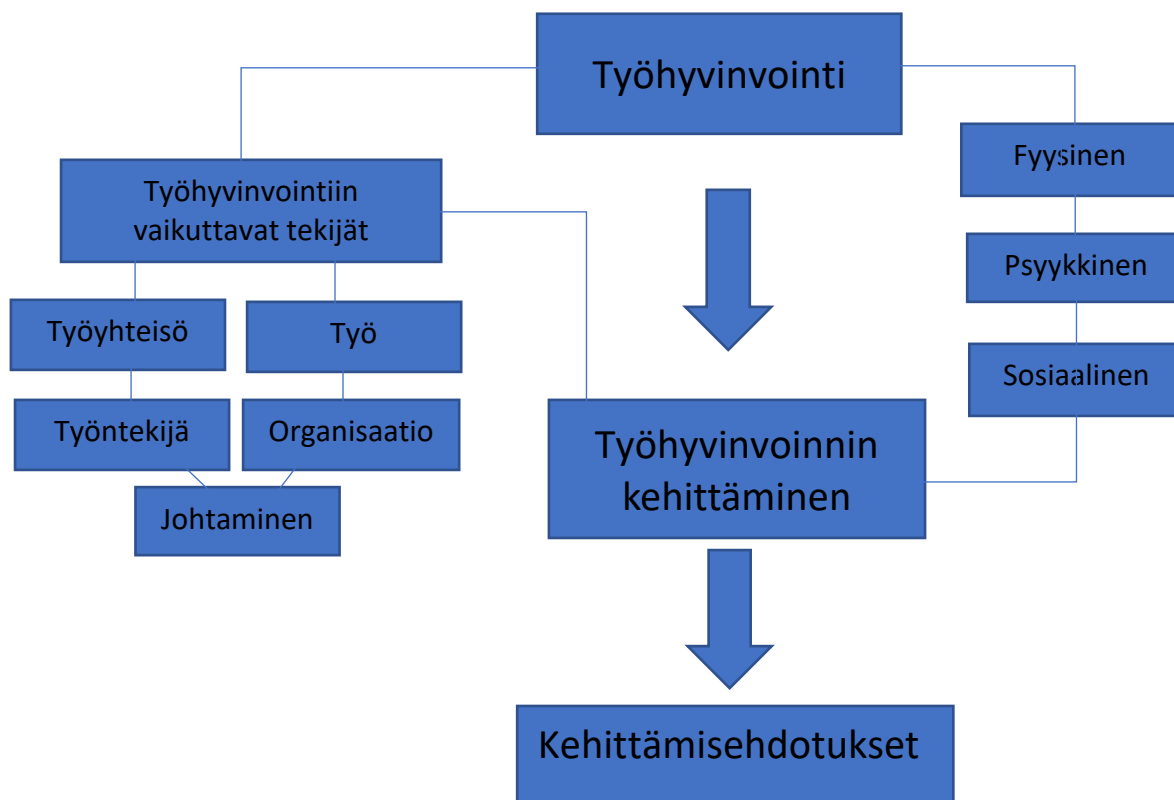 Työhyvinvointi
Fyysinen
Työhyvinvointiin
vaikuttavat tekijät
Psyykkinen
Työyhteisö
Työ
Sosiaalinen
Työntekijä
Organisaatio
Työhyvinvoinnin
kehittäminen
Johtaminen
Kehittämisehdotukset